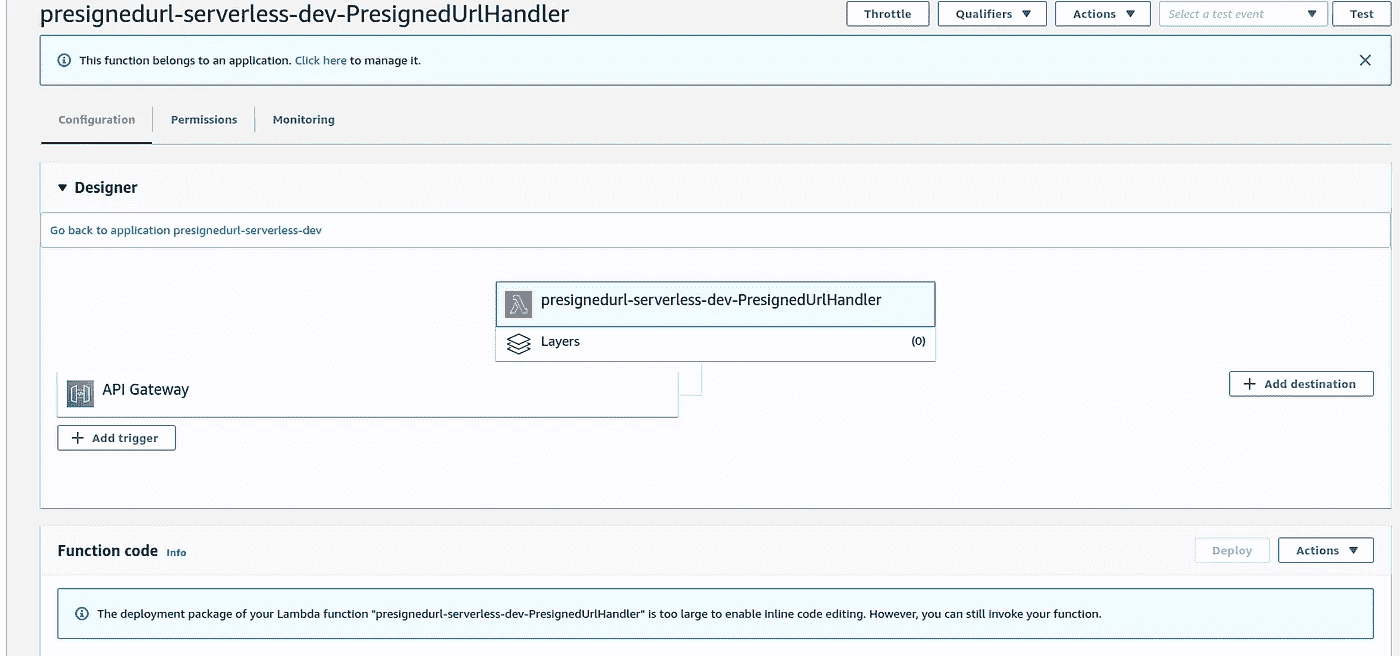 presignedurl-serverless-dev-PresignedUrlHandler
Throttle
Qualifiers
Actions
Select a test event
Test
This function belongs to an application. Click here to manage it.
Configuration
Permissions
Monitoring
Designer
Go back to application presignedurl-serverless-dev
presignedurl-serverless-dev-PresignedUrlHandler
Layers
(0)
API Gateway
Add destination
Add trigger
Function code Info
Deploy
Actions
The deployment package of your Lambda function "presignedurl-serverless-dev-PresignedUrlHandler" is too large to enable inline code editing. However, you can still invoke your function.